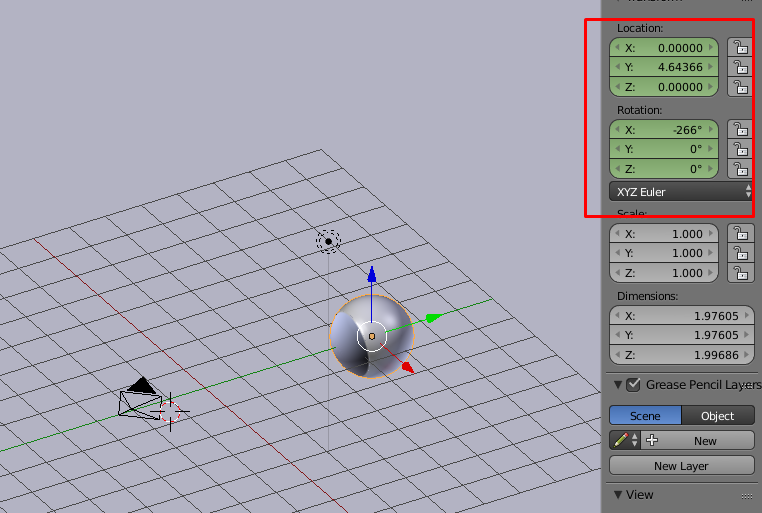 Location:
X: 0.00000
Y: 4.64366
Z: 0.00000
Rotation:
X: -266°
Y: 0°
Z: 0°
XYZ Euler
Scale:
X: 1.000
Y: 1.000
Z: 1.000
Dimensions:
X: 1.97605
Y: 1.97605
Z: 1.99686
Grease Pencil Layers
Scene Object
New
New Layer
View